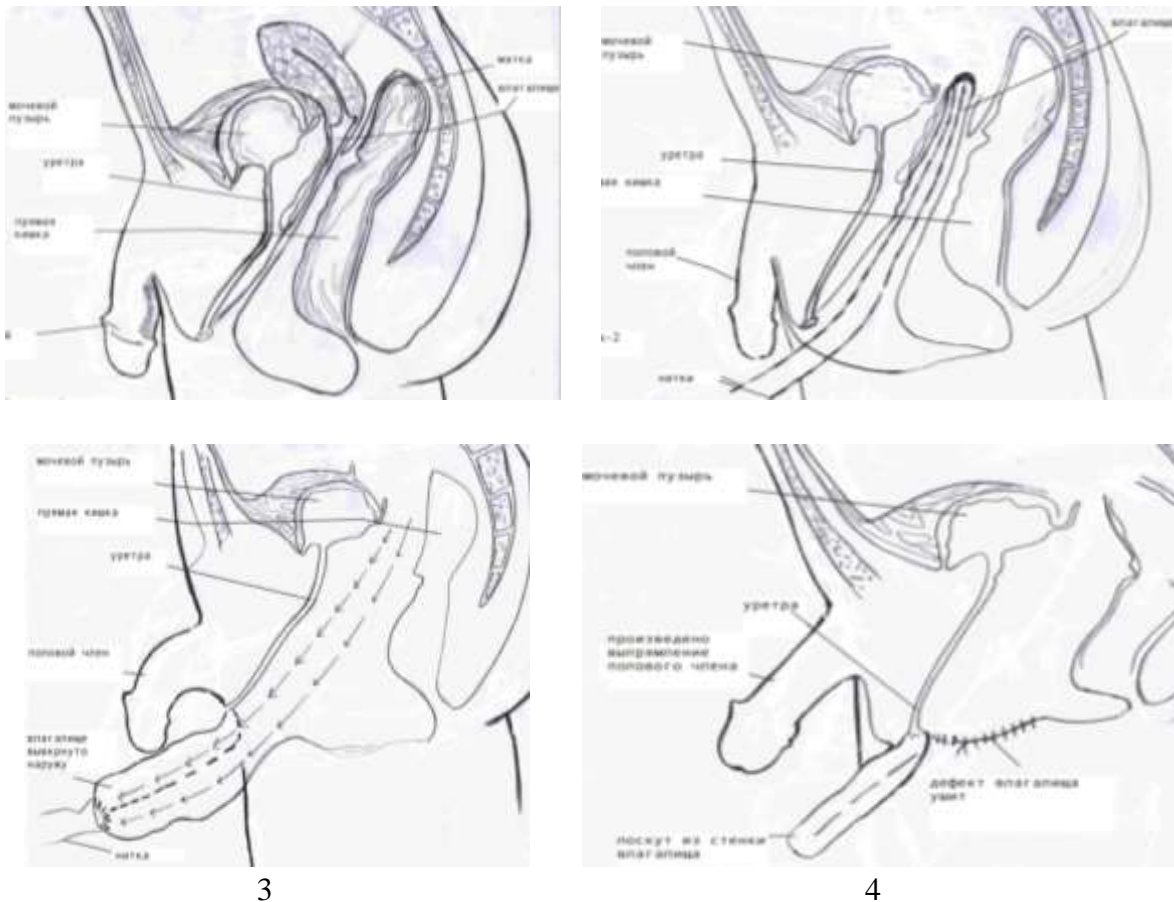 матка
влагалище
мочевой
пузырь
уретра
прямая
кишка
мочевой
пузырь
влагалище
уретра
кишка
половой
член
-2
нитки
мочевой пузырь
прямая кишка
уретра
половой член
влагалище
вывернуто
наружу
нитка
3
мочевой пузырь
уретра
произведено
выпрямление
полового члена
дефект влагалища
ушит
лоскут из стенки
влагалища
4